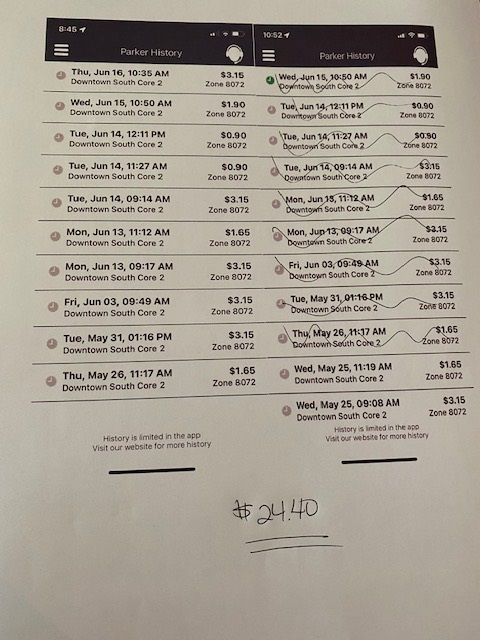 8:45
Parker History
Thu, Jun 16, 10:35 AM $3.15
Downtown South Core 2 Zone 8072
Wed, Jun 15, 10:50 AM $1.90
Downtown South Core 2 Zone 8072
Tue, Jun 14, 12:11 PM $0.90
Downtown South Core 2 Zone 8072
Tue, Jun 14, 11:27 AM $0.90
Downtown South Core 2 Zone 8072
Tue, Jun 14, 09:14 AM $3.15
Downtown South Core 2 Zone 8072
Mon, Jun 13, 11:12 AM $1.65
Downtown South Core 2 Zone 8072
Mon, Jun 13, 09:17 AM $3.15
Downtown South Core 2 Zone 8072
Fri, Jun 03, 09:49 AM $3.15
Downtown South Core 2 Zone 8072
Tue, May 31, 01:16 PM $3.15
Downtown South Core 2 Zone 8072
Thu, May 26, 11:17 AM $1.65
Downtown South Core 2 Zone 8072
History is limited in the app
Visit our website for more history
10:52
Parker History
Wed, Jun 15, 10:50 AM $1.90
Downtown South Core 2 Zone 8072
Tue, Jun 14, 12:11 PM $0.90
Downtown South Core 2 Zone 8072
Tue, Jun 14, 11:27 AM $0.90
Downtown South Core 2 Zone 8072
Tue, Jun 14, 09:14 AM $3.15
Downtown South Core 2 Zone 8072
Mon, Jun 13, 11:12 AM $1.65
Downtown South Core 2 Zone 8072
Mon, Jun 13, 09:17 AM $3.15
Downtown South Core 2 Zone 8072
Fri, Jun 03, 09:49 AM $3.15
Downtown South Core 2 Zone 8072
Tue, May 31, 01:16 PM $3.15
Downtown South Core 2 Zone 8072
Thu, May 26, 11:17 AM $1.65
Downtown South Core 2 Zone 8072
Wed, May 25, 11:19 AM $1.65
Downtown South Core 2 Zone 8072
Wed, May 25, 09:08 AM $3.15
Downtown South Core 2 Zone 8072
History is limited in the app
Visit our website for more history
$24.40